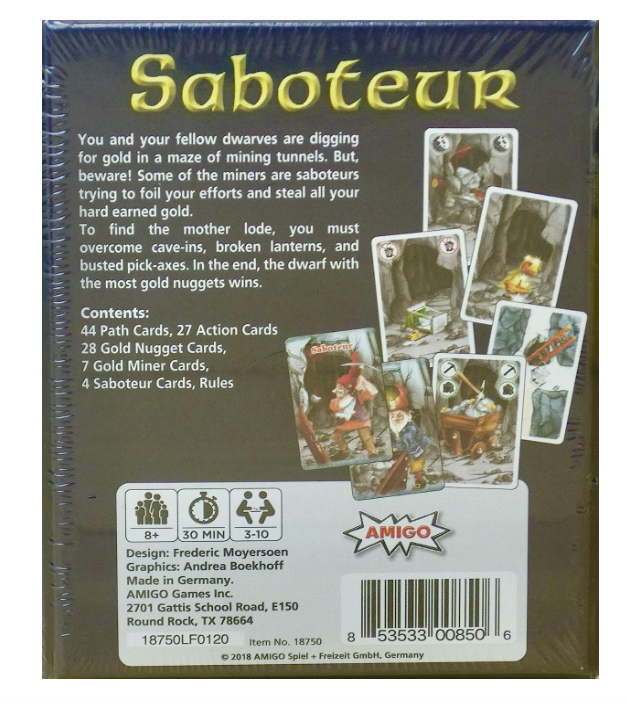 Saboteur
You and your fellow dwarves are digging
for gold in a maze of mining tunnels. But,
beware! Some of the miners are saboteurs
trying to foil your efforts and steal all your
hard earned gold.
To find the mother lode, you must
overcome cave-ins, broken lanterns, and
busted pick-axes. In the end, the dwarf with
the most gold nuggets wins.
Contents:
44 Path Cards, 27 Action Cards
28 Gold Nugget Cards,
7 Gold Miner Cards,
4 Saboteur Cards, Rules
Saboteur
8+ 30 MIN 3-10
AMIGO
Design: Frederic Moyersoen
Graphics: Andrea Boekhoff
Made in Germany.
AMIGO Games Inc.
2701 Gattis School Road, E150
Round Rock, TX 78664
18750LF0120 Item No. 18750
8 53533 00850 6
© 2018 AMIGO Spiel + Freizeit GmbH, Germany